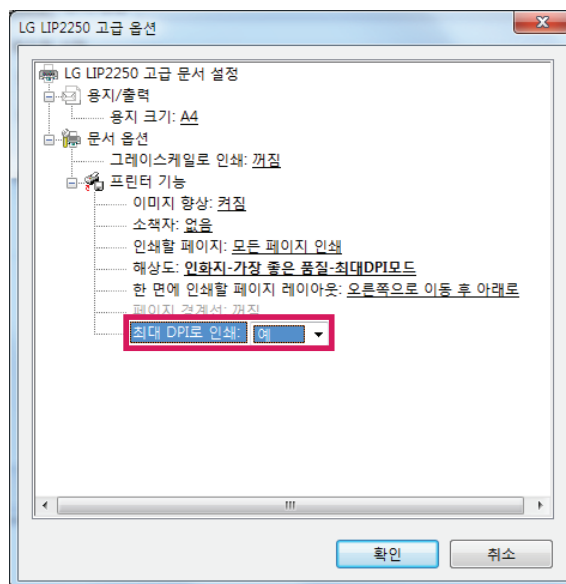 LG LIP2250 고급 옵션
LG LIP2250 고급 문서 설정
용지/출력
용지 크기: A4
문서 옵션
그레이스케일로 인쇄: 꺼짐
프린터 기능
이미지 향상: 켜짐
소책자: 없음
인쇄할 페이지: 모든 페이지 인쇄
해상도: 인화지-가장 좋은 품질-최대DPI모드
한 면에 인쇄할 페이지 레이아웃: 오른쪽으로 이동 후 아래로
페이지 경계선: 꺼짐
최대 DPI로 인쇄: 예
확인 취소